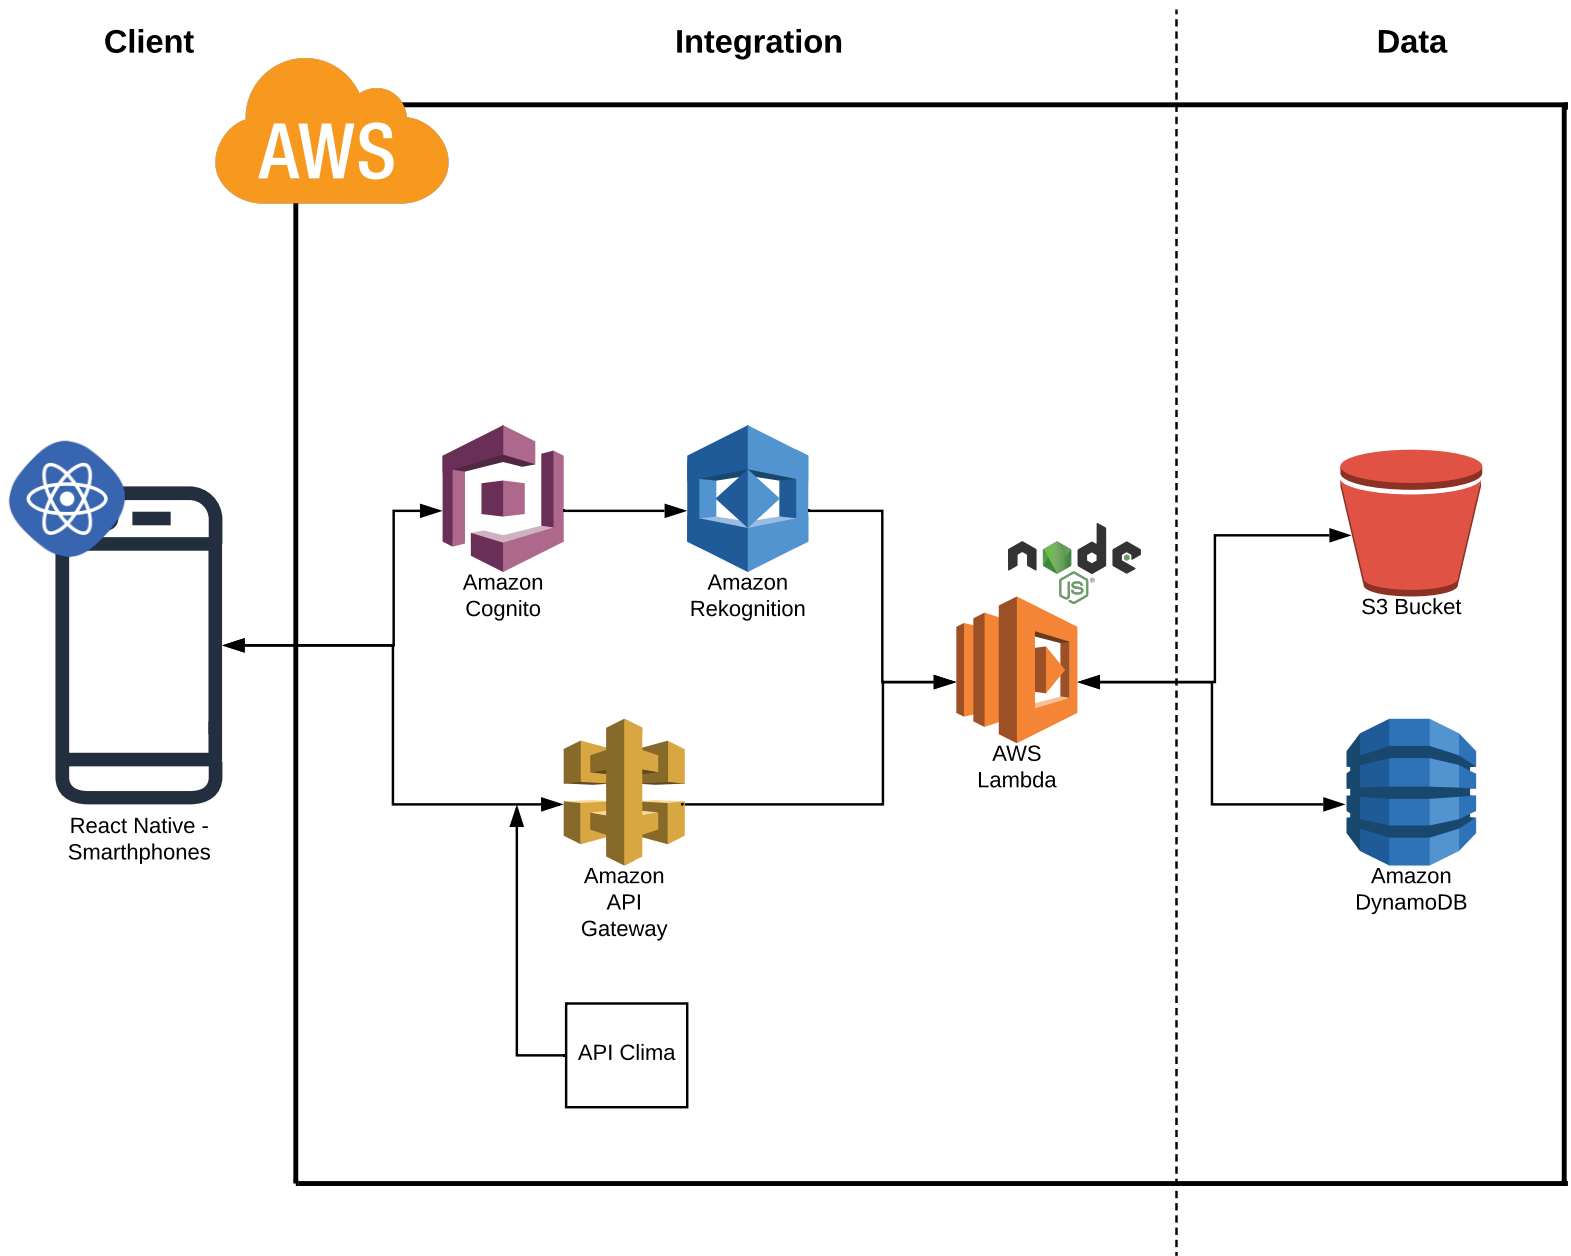 Client
Integration
Data
AWS
Amazon
Cognito
Amazon
Rekognition
node
JS
®
AWS
Lambda
S3 Bucket
React Native -
Smarthphones
Amazon
API
Gateway
Amazon
DynamoDB
API Clima